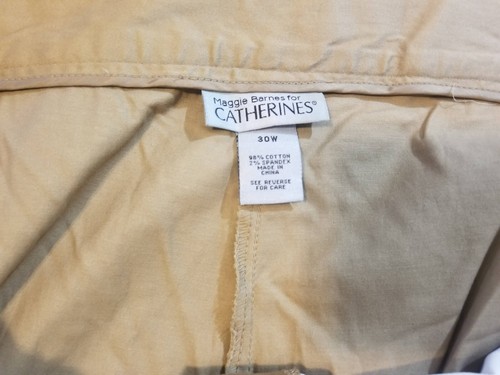 Maggie Barnes for
CATHERINES®
30W
98% COTTON
2% SPANDEX
MADE IN
CHINA
SEE REVERSE
FOR CARE